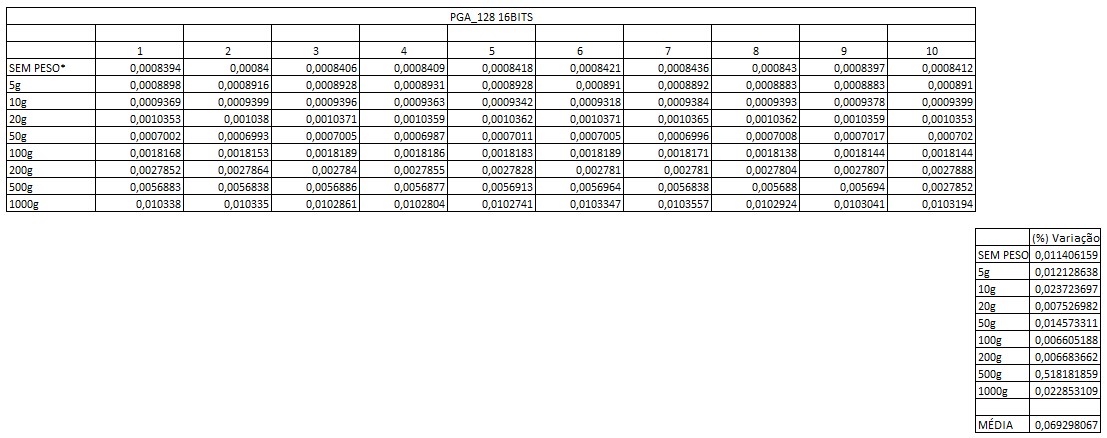 PGA_128 16BITS
1 2 3 4 5 6 7 8 9 10
SEM PESO* 0,0008394 0,00084 0,0008406 0,0008409 0,0008418 0,0008421 0,0008436 0,000843 0,0008397 0,0008412
5g 0,0008898 0,0008916 0,0008928 0,0008931 0,0008928 0,000891 0,0008892 0,0008883 0,0008883 0,000891
10g 0,0009369 0,0009399 0,0009396 0,0009363 0,0009342 0,0009318 0,0009384 0,0009393 0,0009378 0,0009399
20g 0,0010353 0,001038 0,0010371 0,0010359 0,0010362 0,0010371 0,0010365 0,0010362 0,0010359 0,0010353
50g 0,0007002 0,0006993 0,0007005 0,0006987 0,0007011 0,0007005 0,0006996 0,0007008 0,0007017 0,000702
100g 0,0018168 0,0018153 0,0018189 0,0018186 0,0018183 0,0018189 0,0018171 0,0018138 0,0018144 0,0018144
200g 0,0027852 0,0027864 0,002784 0,0027855 0,0027828 0,002781 0,002781 0,0027804 0,0027807 0,0027888
500g 0,0056883 0,0056838 0,0056886 0,0056877 0,0056913 0,0056964 0,0056838 0,005688 0,005694 0,0027852
1000g 0,010338 0,010335 0,0102861 0,0102804 0,0102741 0,0103347 0,0103557 0,0102924 0,0103041 0,0103194
(%) Variação
SEM PESO 0,011406159
5g 0,012128638
10g 0,023723697
20g 0,007526982
50g 0,014573311
100g 0,006605188
200g 0,006683662
500g 0,518181859
1000g 0,022853109
MÉDIA 0,069298067